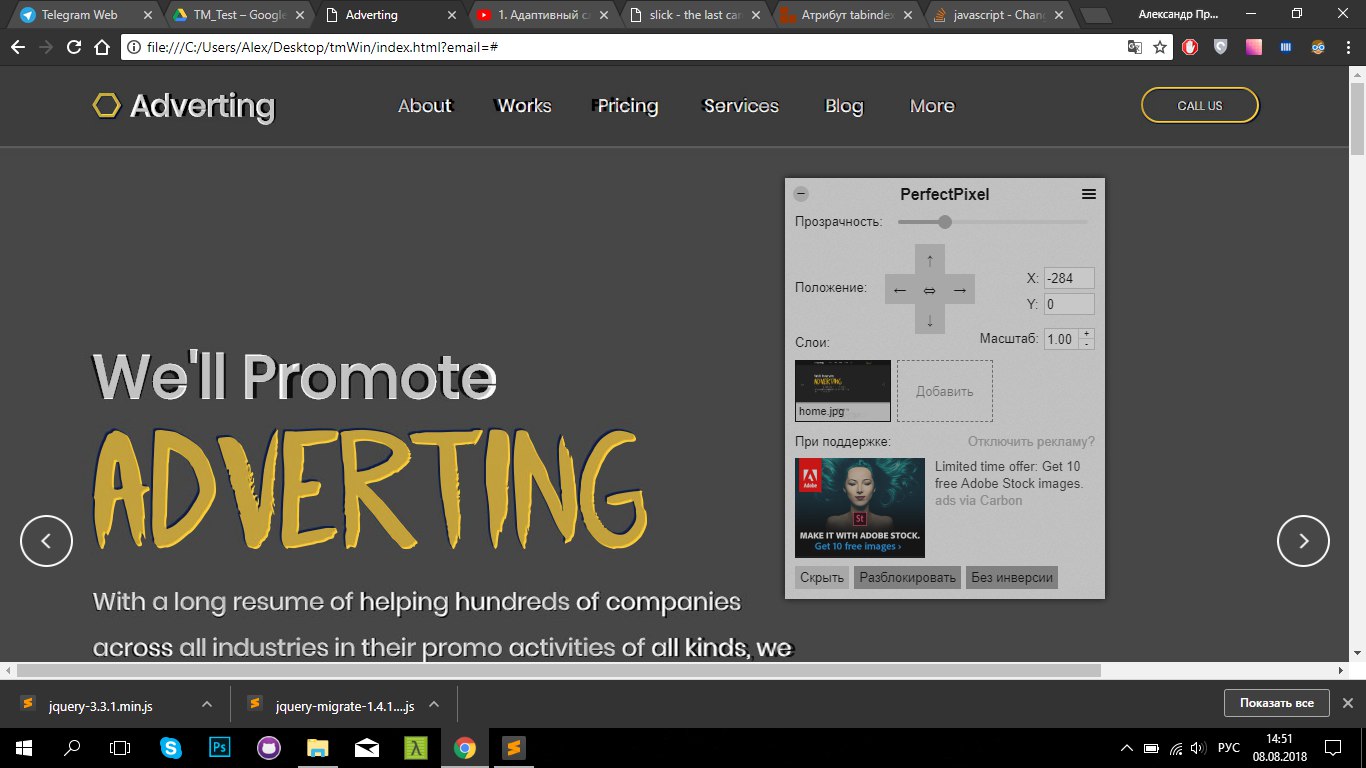 Telegram Web
TM_Test – Google
Adverting
1. Адаптивный сл
slick - the last car
Атрибут tabindex
javascript - Chang
Александр Пр...
file:///C:/Users/Alex/Desktop/tmWin/index.html?email=#
Adverting
About
Works
Pricing
Services
Blog
More
CALL US
PerfectPixel
Прозрачность:
Положение:
X: -284
Y: 0
Масштаб: 1.00
Слои:
home.jpg
Добавить
При поддержке:
Отключить рекламу?
Adobe
St
MAKE IT WITH ADOBE STOCK.
Get 10 free images ›
Limited time offer: Get 10
free Adobe Stock images.
ads via Carbon
Скрыть
Разблокировать
Без инверсии
We'll Promote
ADVERTING
With a long resume of helping hundreds of companies
across all industries in their promo activities of all kinds, we
jquery-3.3.1.min.js
jquery-migrate-1.4.1....js
Показать все
Ps
РУС
14:51
08.08.2018